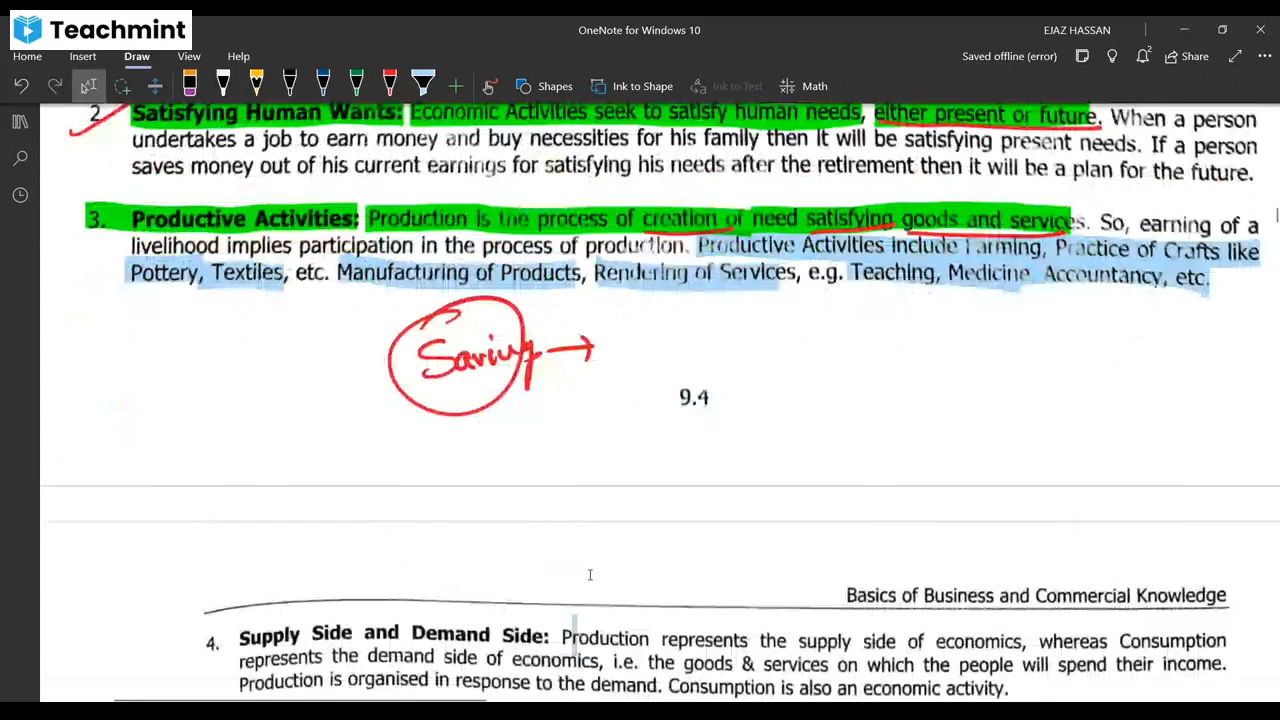 Teachmint
OneNote for Windows 10
EJAZ HASSAN
Home Insert Draw View Help
Saved offline (error)
Share
Shapes Ink to Shape Ink to Text Math
2. Satisfying Human Wants: Economic Activities seek to satisfy human needs, either present or future. When a person
undertakes a job to earn money and buy necessities for his family then it will be satisfying present needs. If a person
saves money out of his current earnings for satisfying his needs after the retirement then it will be a plan for the future.
3. Productive Activities: Production is the process of creation of need satisfying goods and services. So, earning of a
livelihood implies participation in the process of production. Productive Activities include Farming, Practice of Crafts like
Pottery, Textiles, etc. Manufacturing of Products, Rendering of Services, e.g. Teaching, Medicine Accountancy, etc.
Saving →
9.4
Basics of Business and Commercial Knowledge
4. Supply Side and Demand Side: Production represents the supply side of economics, whereas Consumption
represents the demand side of economics, i.e. the goods & services on which the people will spend their income.
Production is organised in response to the demand. Consumption is also an economic activity.